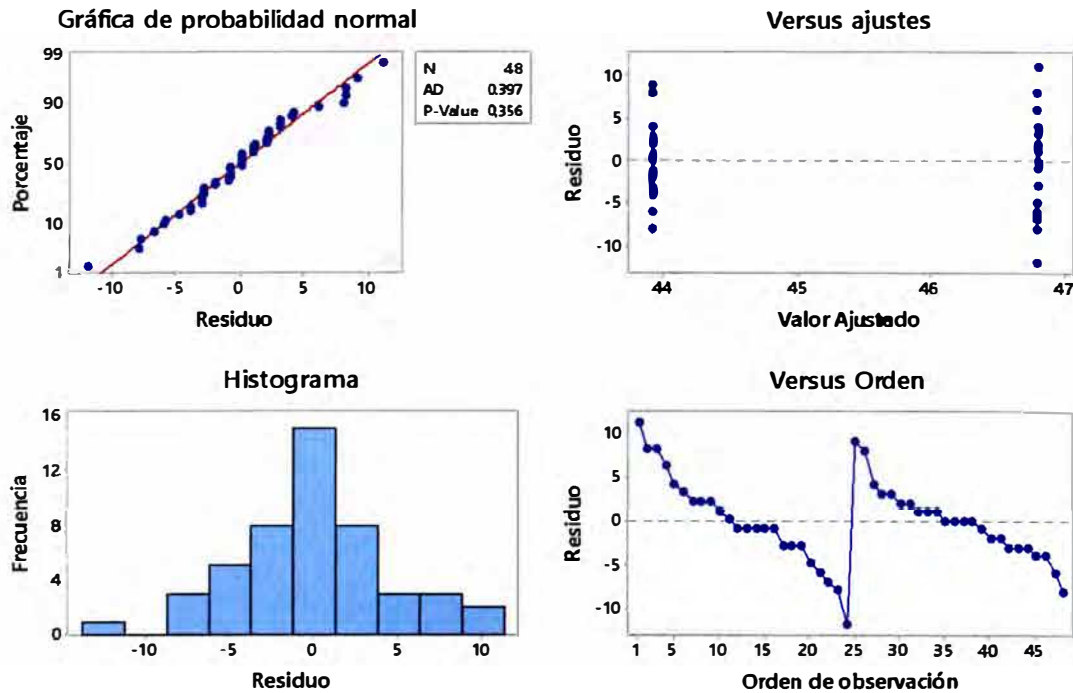 Gráfica de probabilidad normal
99
90
50
10
1
Porcentaje
-10 -5 0 5 10
Residuo
N 48
AD 0.397
P-Value 0,356
Versus ajustes
10
5
0
-5
-10
Residuo
44 45 46 47
Valor Ajustado
Histograma
16
12
8
4
0
Frecuencia
-10 -5 0 5 10
Residuo
Versus Orden
10
5
0
-5
-10
Residuo
1 5 10 15 20 25 30 35 40 45
Orden de observación